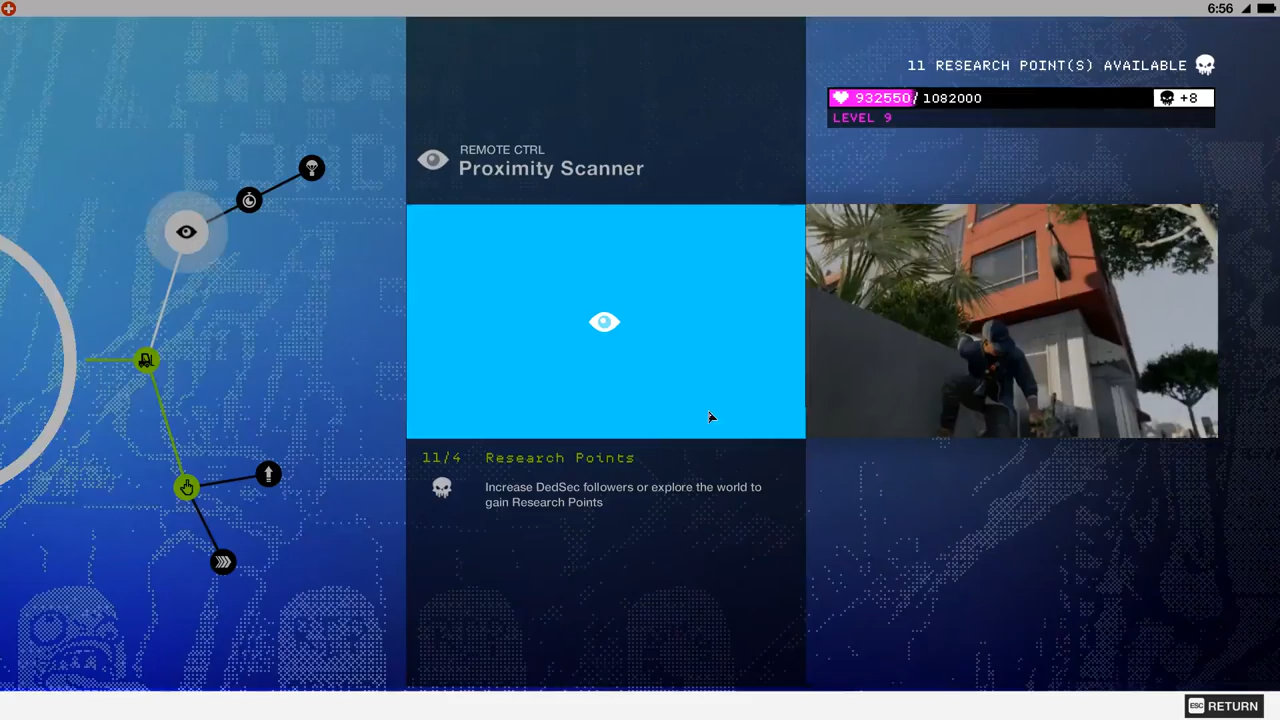 6:56
11 RESEARCH POINT(S) AVAILABLE
932550/1082000
+8
LEVEL 9
REMOTE CTRL
Proximity Scanner
11/4 Research Points
Increase DedSec followers or explore the world to
gain Research Points
ESC RETURN